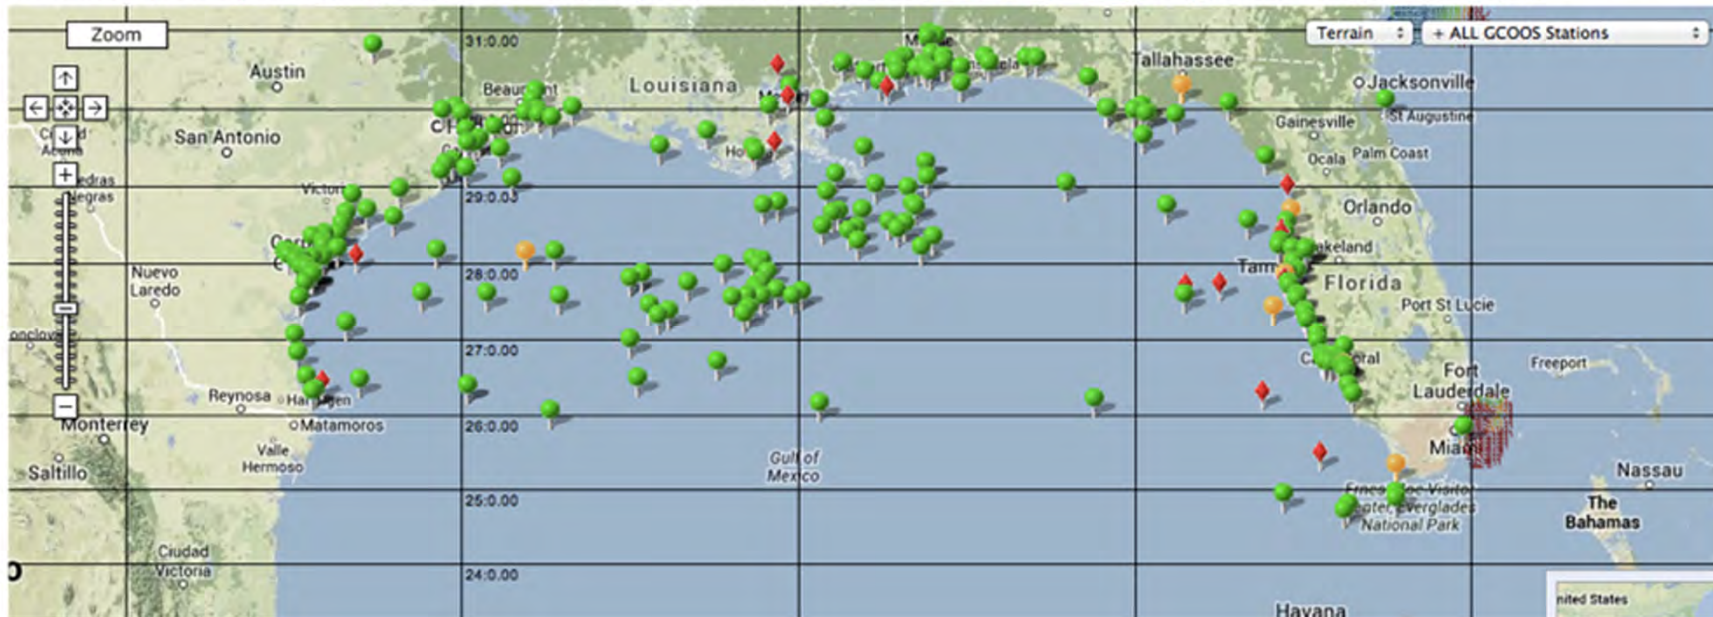 Zoom
Terrain
+ ALL GCOOS Stations
31:0.00
Tallahassee
Austin
Jacksonville
Louisiana
St Augustine
Gainesville
San Antonio
Ocala
Palm Coast
29:0.03
Orlando
28:0.00
Nuevo
Laredo
Florida
Port St Lucie
27:0.00
Freeport
Fort
Lauderdale
Reynosa
Matamoros
26:0.00
Monterrey
Valle
Hermoso
Gulf of
Mexico
Saltillo
Nassau
25:0.00
National Park
The
Bahamas
Ciudad
Victoria
24:0.00
Havana
nited States